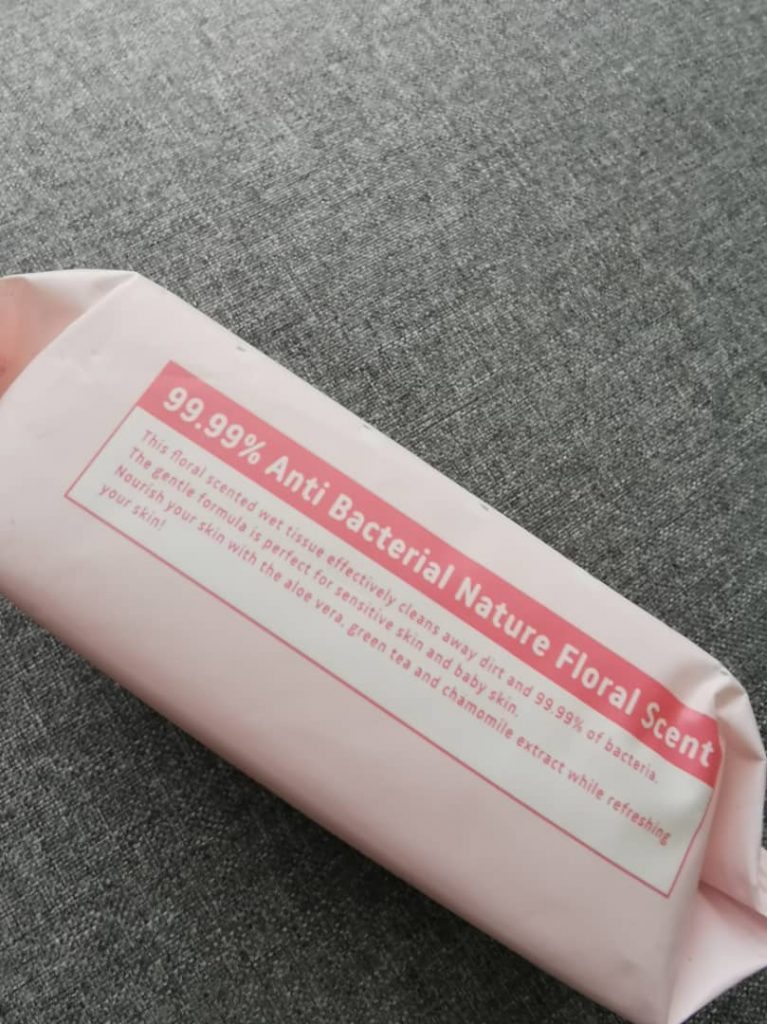 99.99% Anti Bacterial Nature Floral Scent
This floral scented wet tissue effectively cleans away dirt and 99.99% of bacteria.
The gentle formula is perfect for sensitive skin and baby skin.
Nourish your skin with the aloe vera, green tea and chamomile extract while refreshing
your skin!